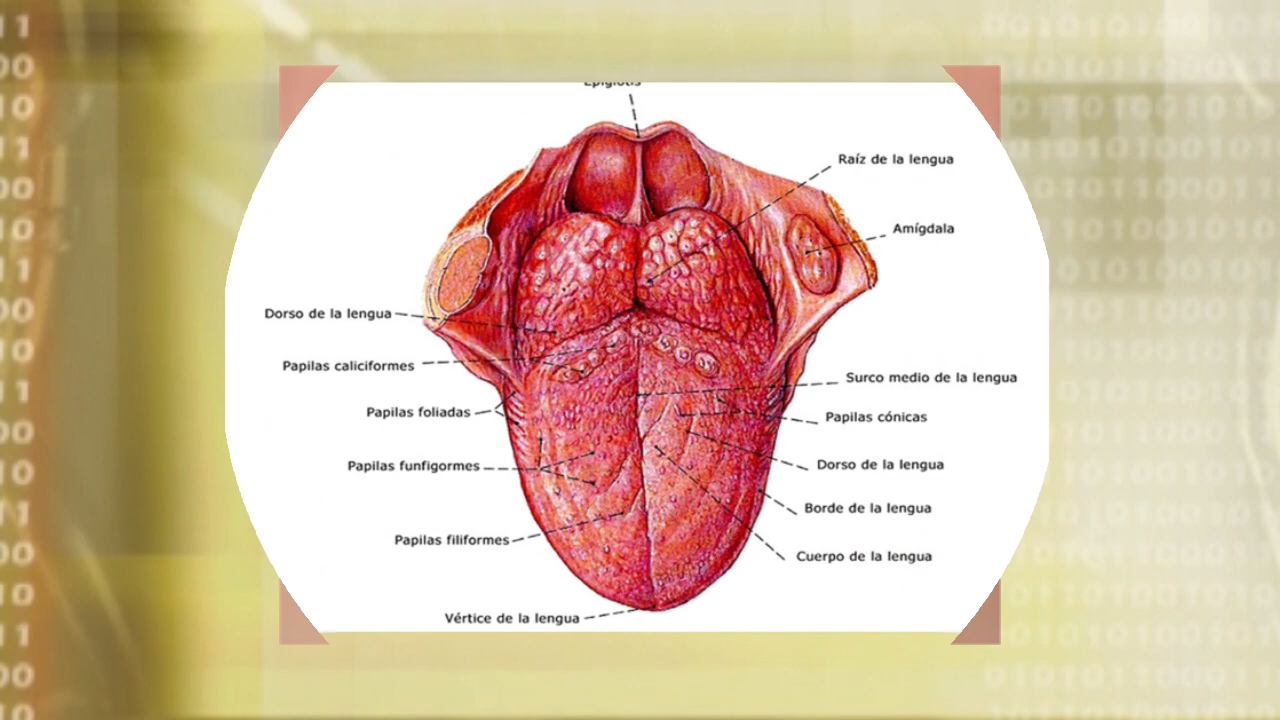 Epiglotis
Raíz de la lengua
Amígdala
Dorso de la lengua
Papilas caliciformes
Surco medio de la lengua
Papilas foliadas
Papilas cónicas
Papilas funfigormes
Dorso de la lengua
Borde de la lengua
Papilas filiformes
Cuerpo de la lengua
Vértice de la lengua